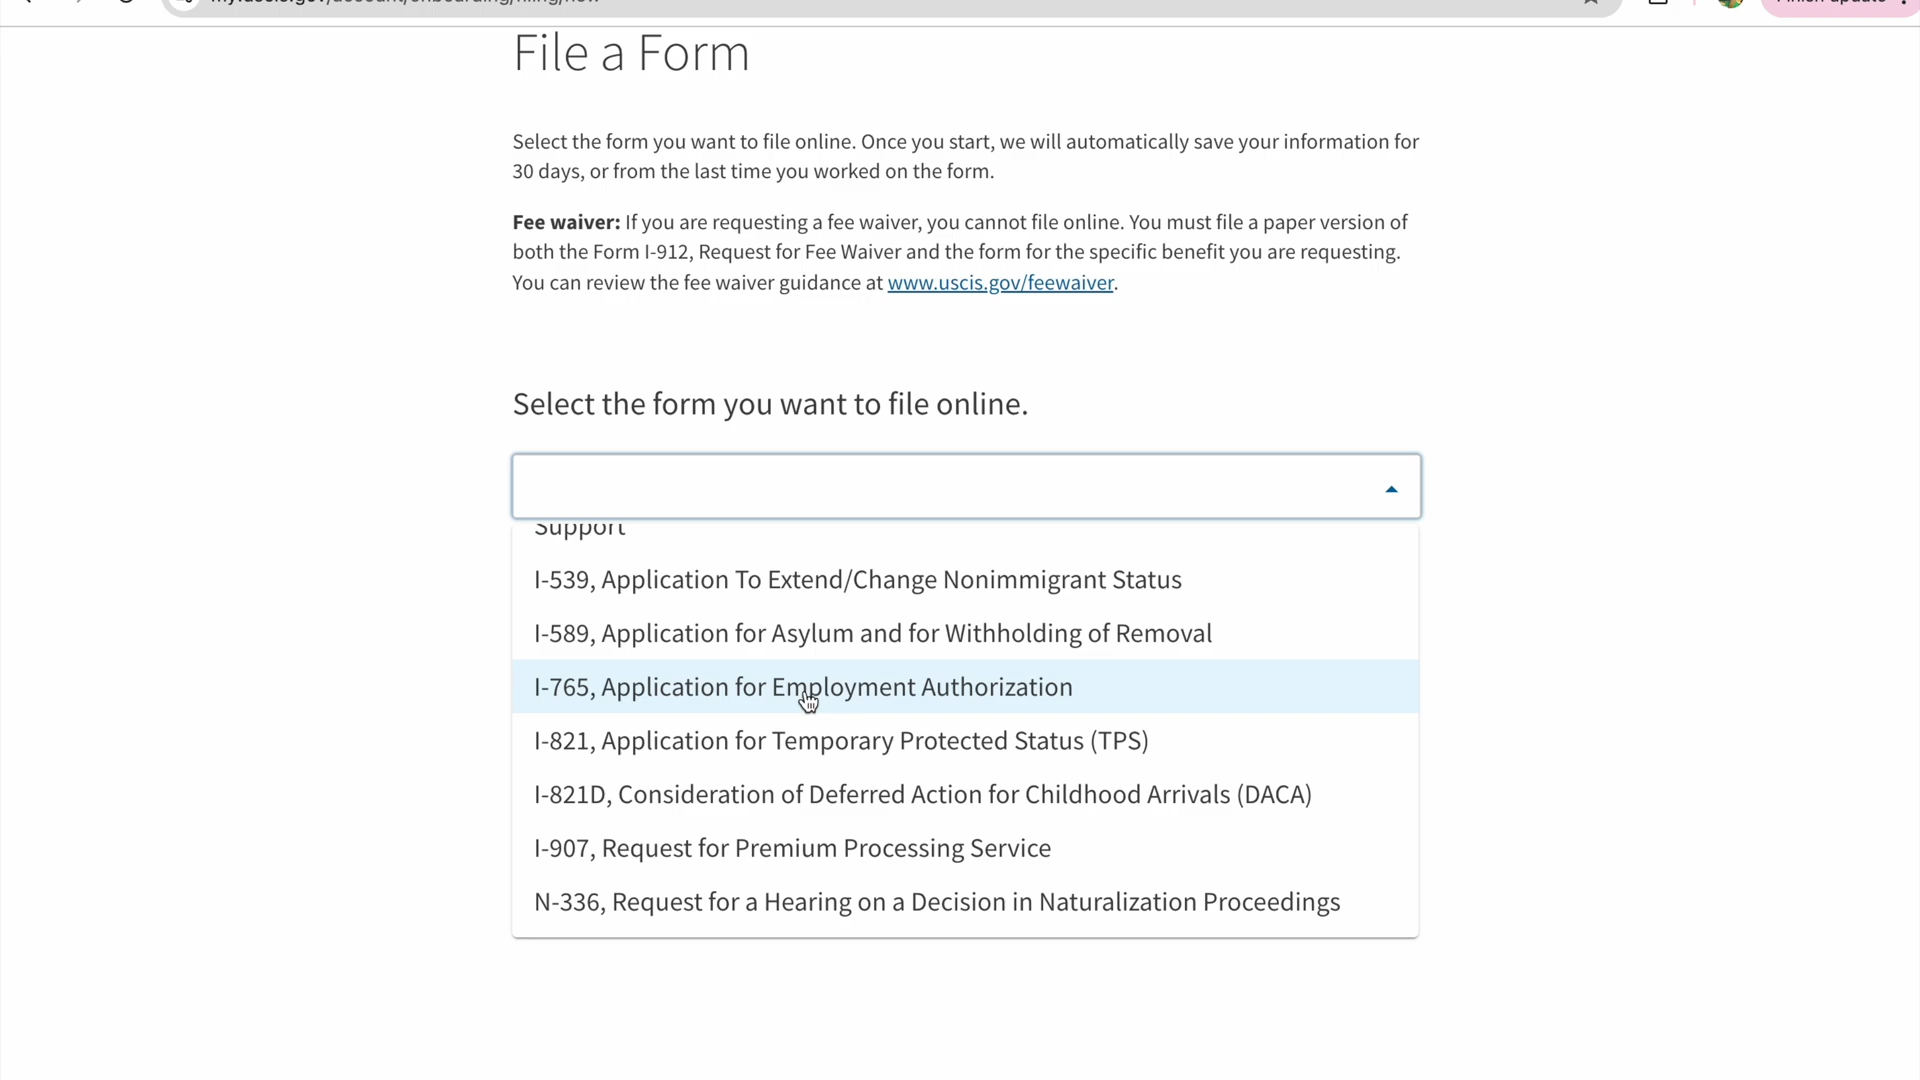 File a Form
Select the form you want to file online. Once you start, we will automatically save your information for
30 days, or from the last time you worked on the form.
Fee waiver: If you are requesting a fee waiver, you cannot file online. You must file a paper version of
both the Form I-912, Request for Fee Waiver and the form for the specific benefit you are requesting.
You can review the fee waiver guidance at www.uscis.gov/feewaiver.
Select the form you want to file online.
Support
I-539, Application To Extend/Change Nonimmigrant Status
I-589, Application for Asylum and for Withholding of Removal
I-765, Application for Employment Authorization
I-821, Application for Temporary Protected Status (TPS)
I-821D, Consideration of Deferred Action for Childhood Arrivals (DACA)
I-907, Request for Premium Processing Service
N-336, Request for a Hearing on a Decision in Naturalization Proceedings